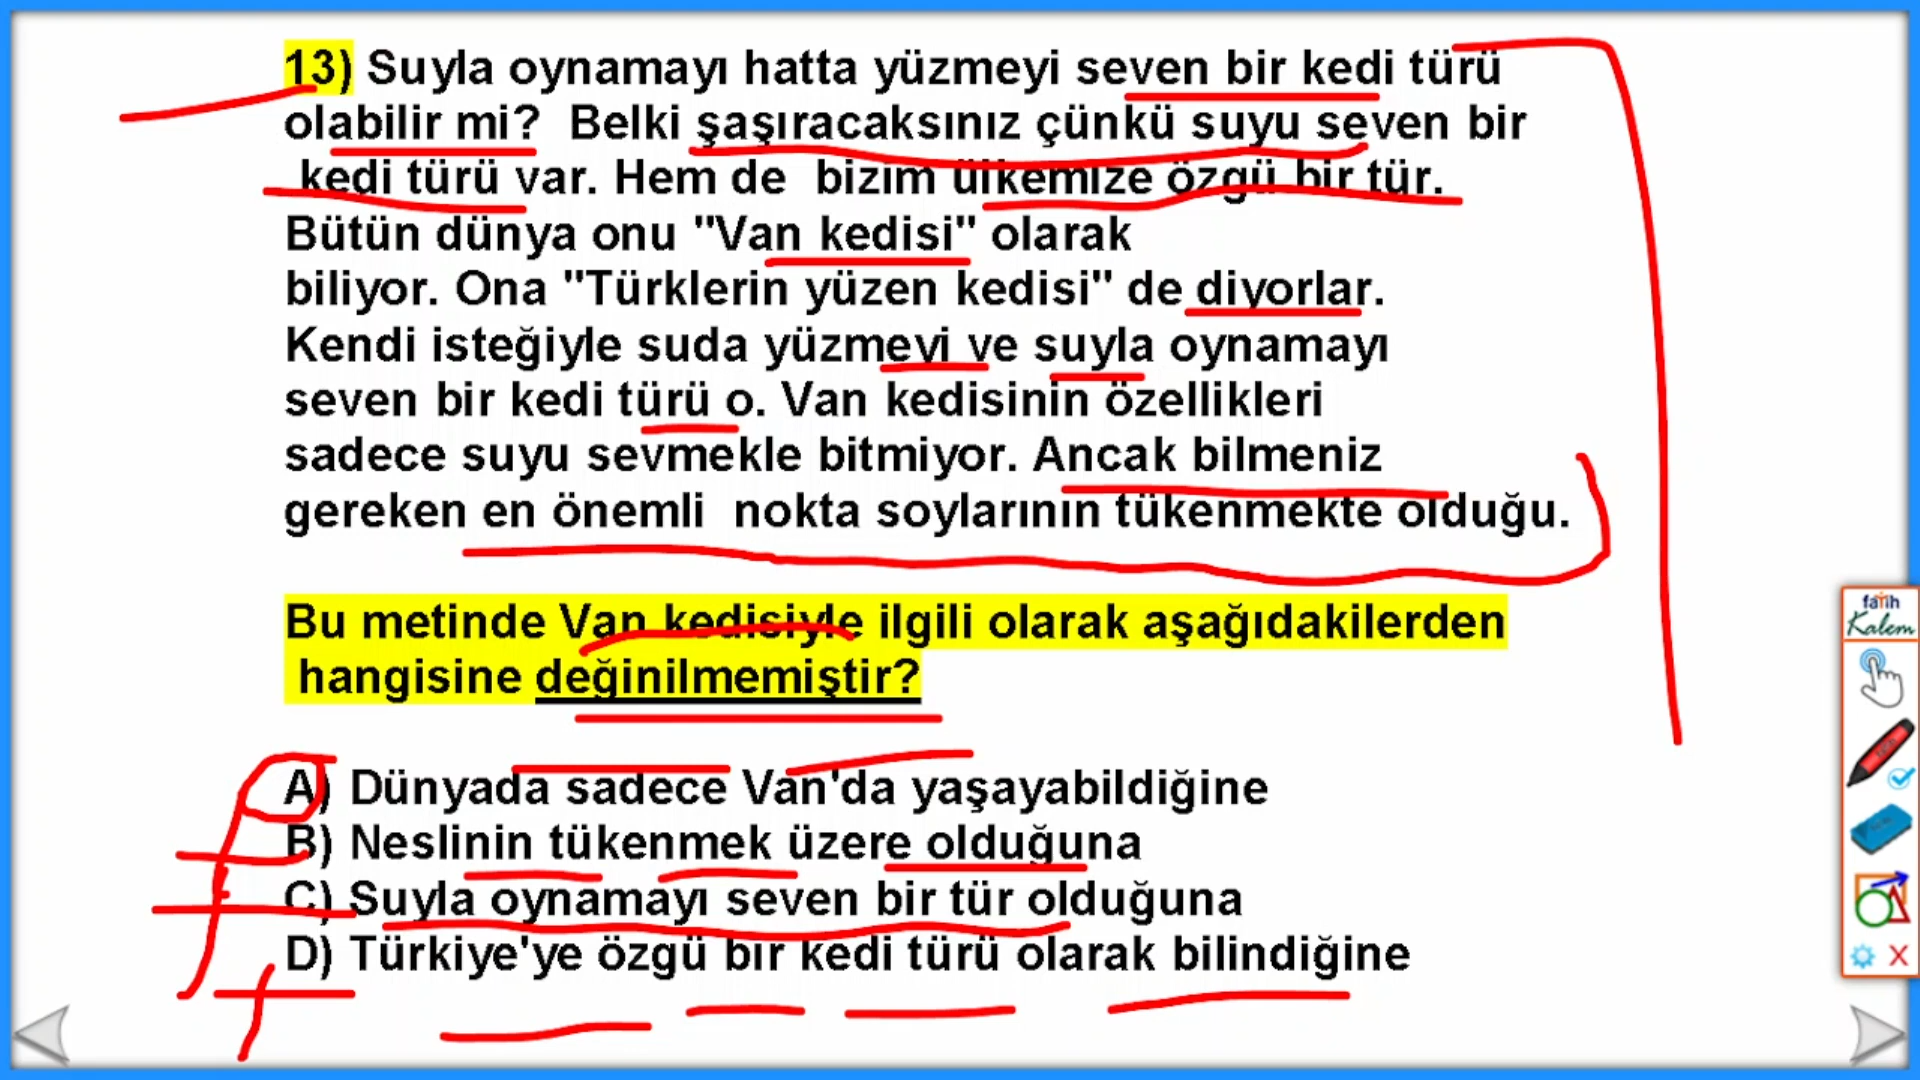 13) Suyla oynamayı hatta yüzmeyi seven bir kedi türü
olabilir mi? Belki şaşıracaksınız çünkü suyu seven bir
kedi türü var. Hem de bizim ülkemize özgü bir tür.
Bütün dünya onu "Van kedisi" olarak
biliyor. Ona "Türklerin yüzen kedisi" de diyorlar.
Kendi isteğiyle suda yüzmeyi ve suyla oynamayı
seven bir kedi türü o. Van kedisinin özellikleri
sadece suyu sevmekle bitmiyor. Ancak bilmeniz
gereken en önemli nokta soylarının tükenmekte olduğu.
Bu metinde Van kedisiyle ilgili olarak aşağıdakilerden
hangisine değinilmemiştir?
A) Dünyada sadece Van'da yaşayabildiğine
B) Neslinin tükenmek üzere olduğuna
C) Suyla oynamayı seven bir tür olduğuna
D) Türkiye'ye özgü bir kedi türü olarak bilindiğine
fatih
Kalem